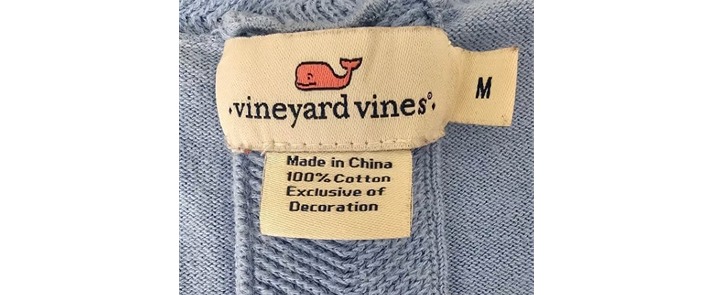 ·vineyard vines®·
M
Made in China
100% Cotton
Exclusive of
Decoration